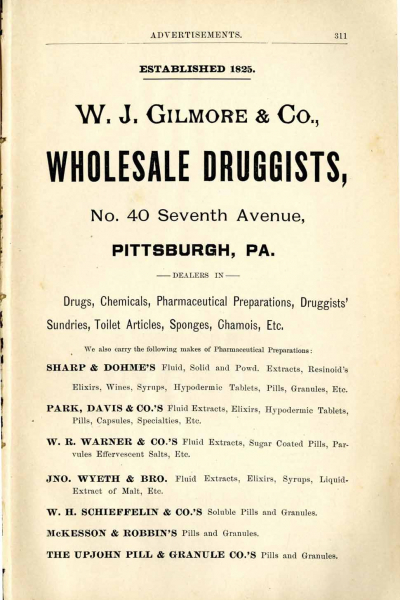 ADVERTISEMENTS. 311
ESTABLISHED 1825.
W. J. GILMORE & CO.,
WHOLESALE DRUGGISTS,
No. 40 Seventh Avenue,
PITTSBURGH, PA.
— DEALERS IN —
Drugs, Chemicals, Pharmaceutical Preparations, Druggists'
Sundries, Toilet Articles, Sponges, Chamois, Etc.
We also carry the following makes of Pharmaceutical Preparations:
SHARP & DOHME'S Fluid, Solid and Powd. Extracts, Resinoid's
Elixirs, Wines, Syrups, Hypodermic Tablets, Pills, Granules, Etc.
PARK, DAVIS & CO.'S Fluid Extracts, Elixirs, Hypodermic Tablets,
Pills, Capsules, Specialties, Etc.
W. R. WARNER & CO.'S Fluid Extracts, Sugar Coated Pills, Par-
vules Effervescent Salts, Etc.
JNO. WYETH & BRO. Fluid Extracts, Elixirs, Syrups, Liquid-
Extract of Malt, Etc.
W. H. SCHIEFFELIN & CO.'S Soluble Pills and Granules.
McKESSON & ROBBIN'S Pills and Granules.
THE UPJOHN PILL & GRANULE CO.'S Pills and Granules.